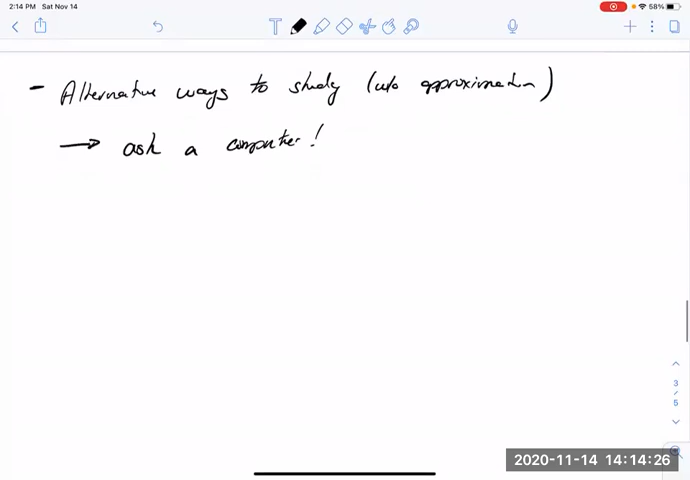 2:14 PM Sat Nov 14
58%
T
- Alternative ways to study (w/o approximation)
→ ask a computer!
3
/
5
2020-11-14 14:14:26